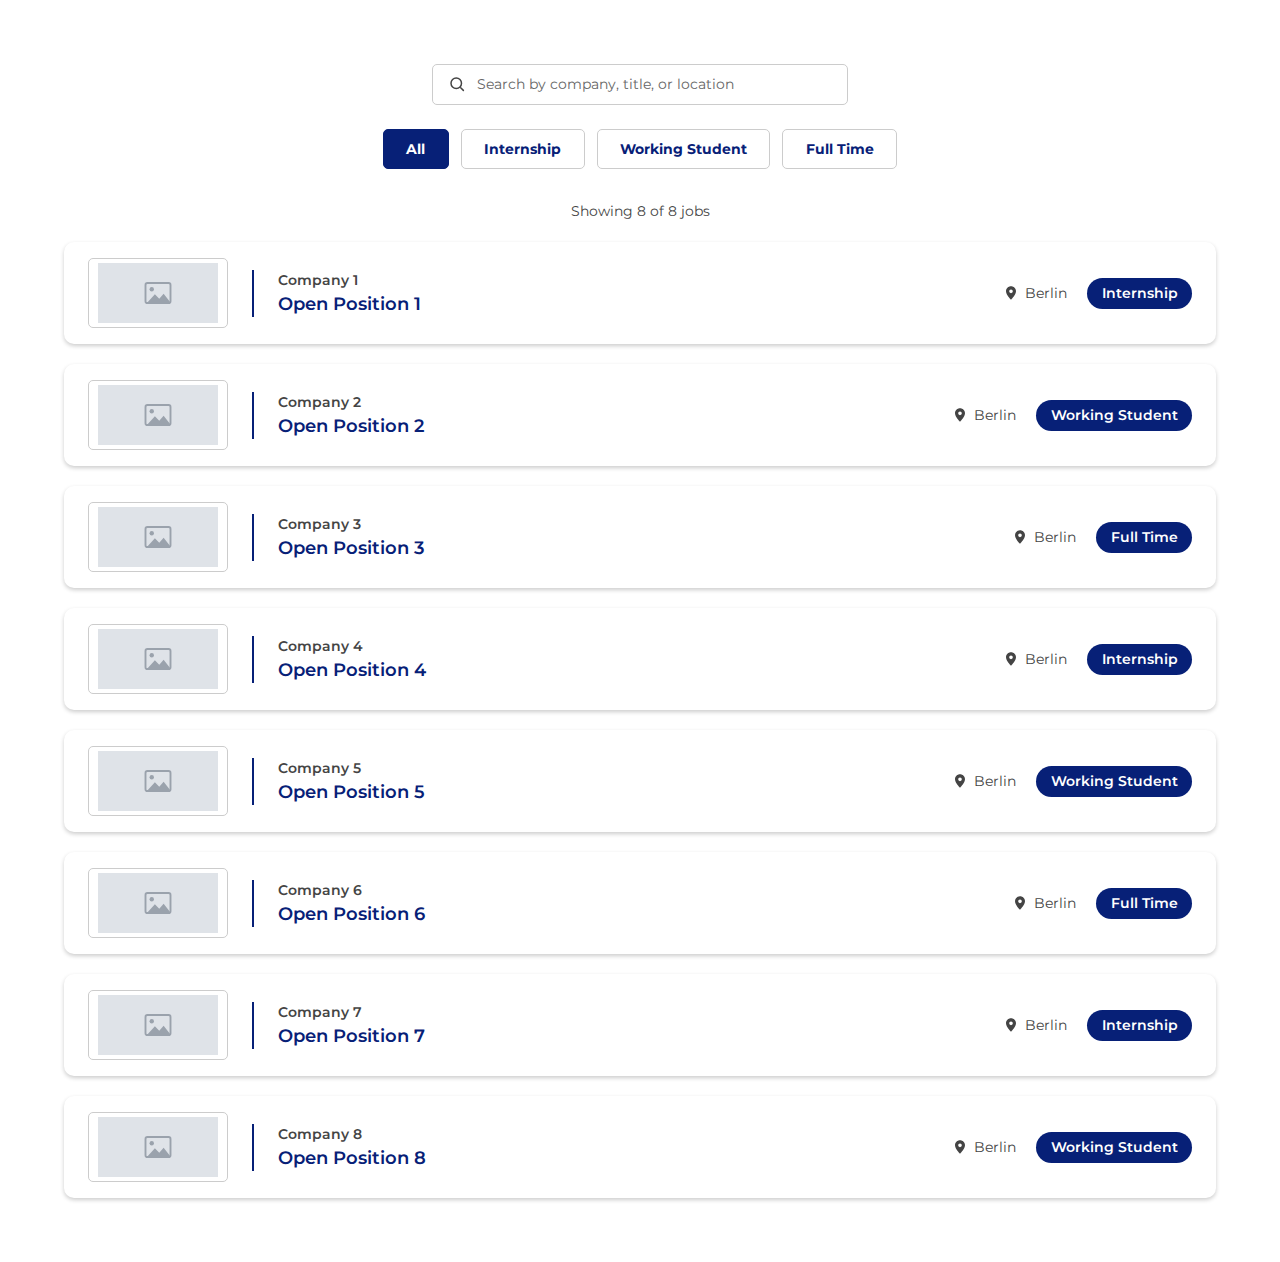 Search by company, title, or location
All Internship Working Student Full Time
Showing 8 of 8 jobs
Company 1
Open Position 1
Berlin Internship
Company 2
Open Position 2
Berlin Working Student
Company 3
Open Position 3
Berlin Full Time
Company 4
Open Position 4
Berlin Internship
Company 5
Open Position 5
Berlin Working Student
Company 6
Open Position 6
Berlin Full Time
Company 7
Open Position 7
Berlin Internship
Company 8
Open Position 8
Berlin Working Student